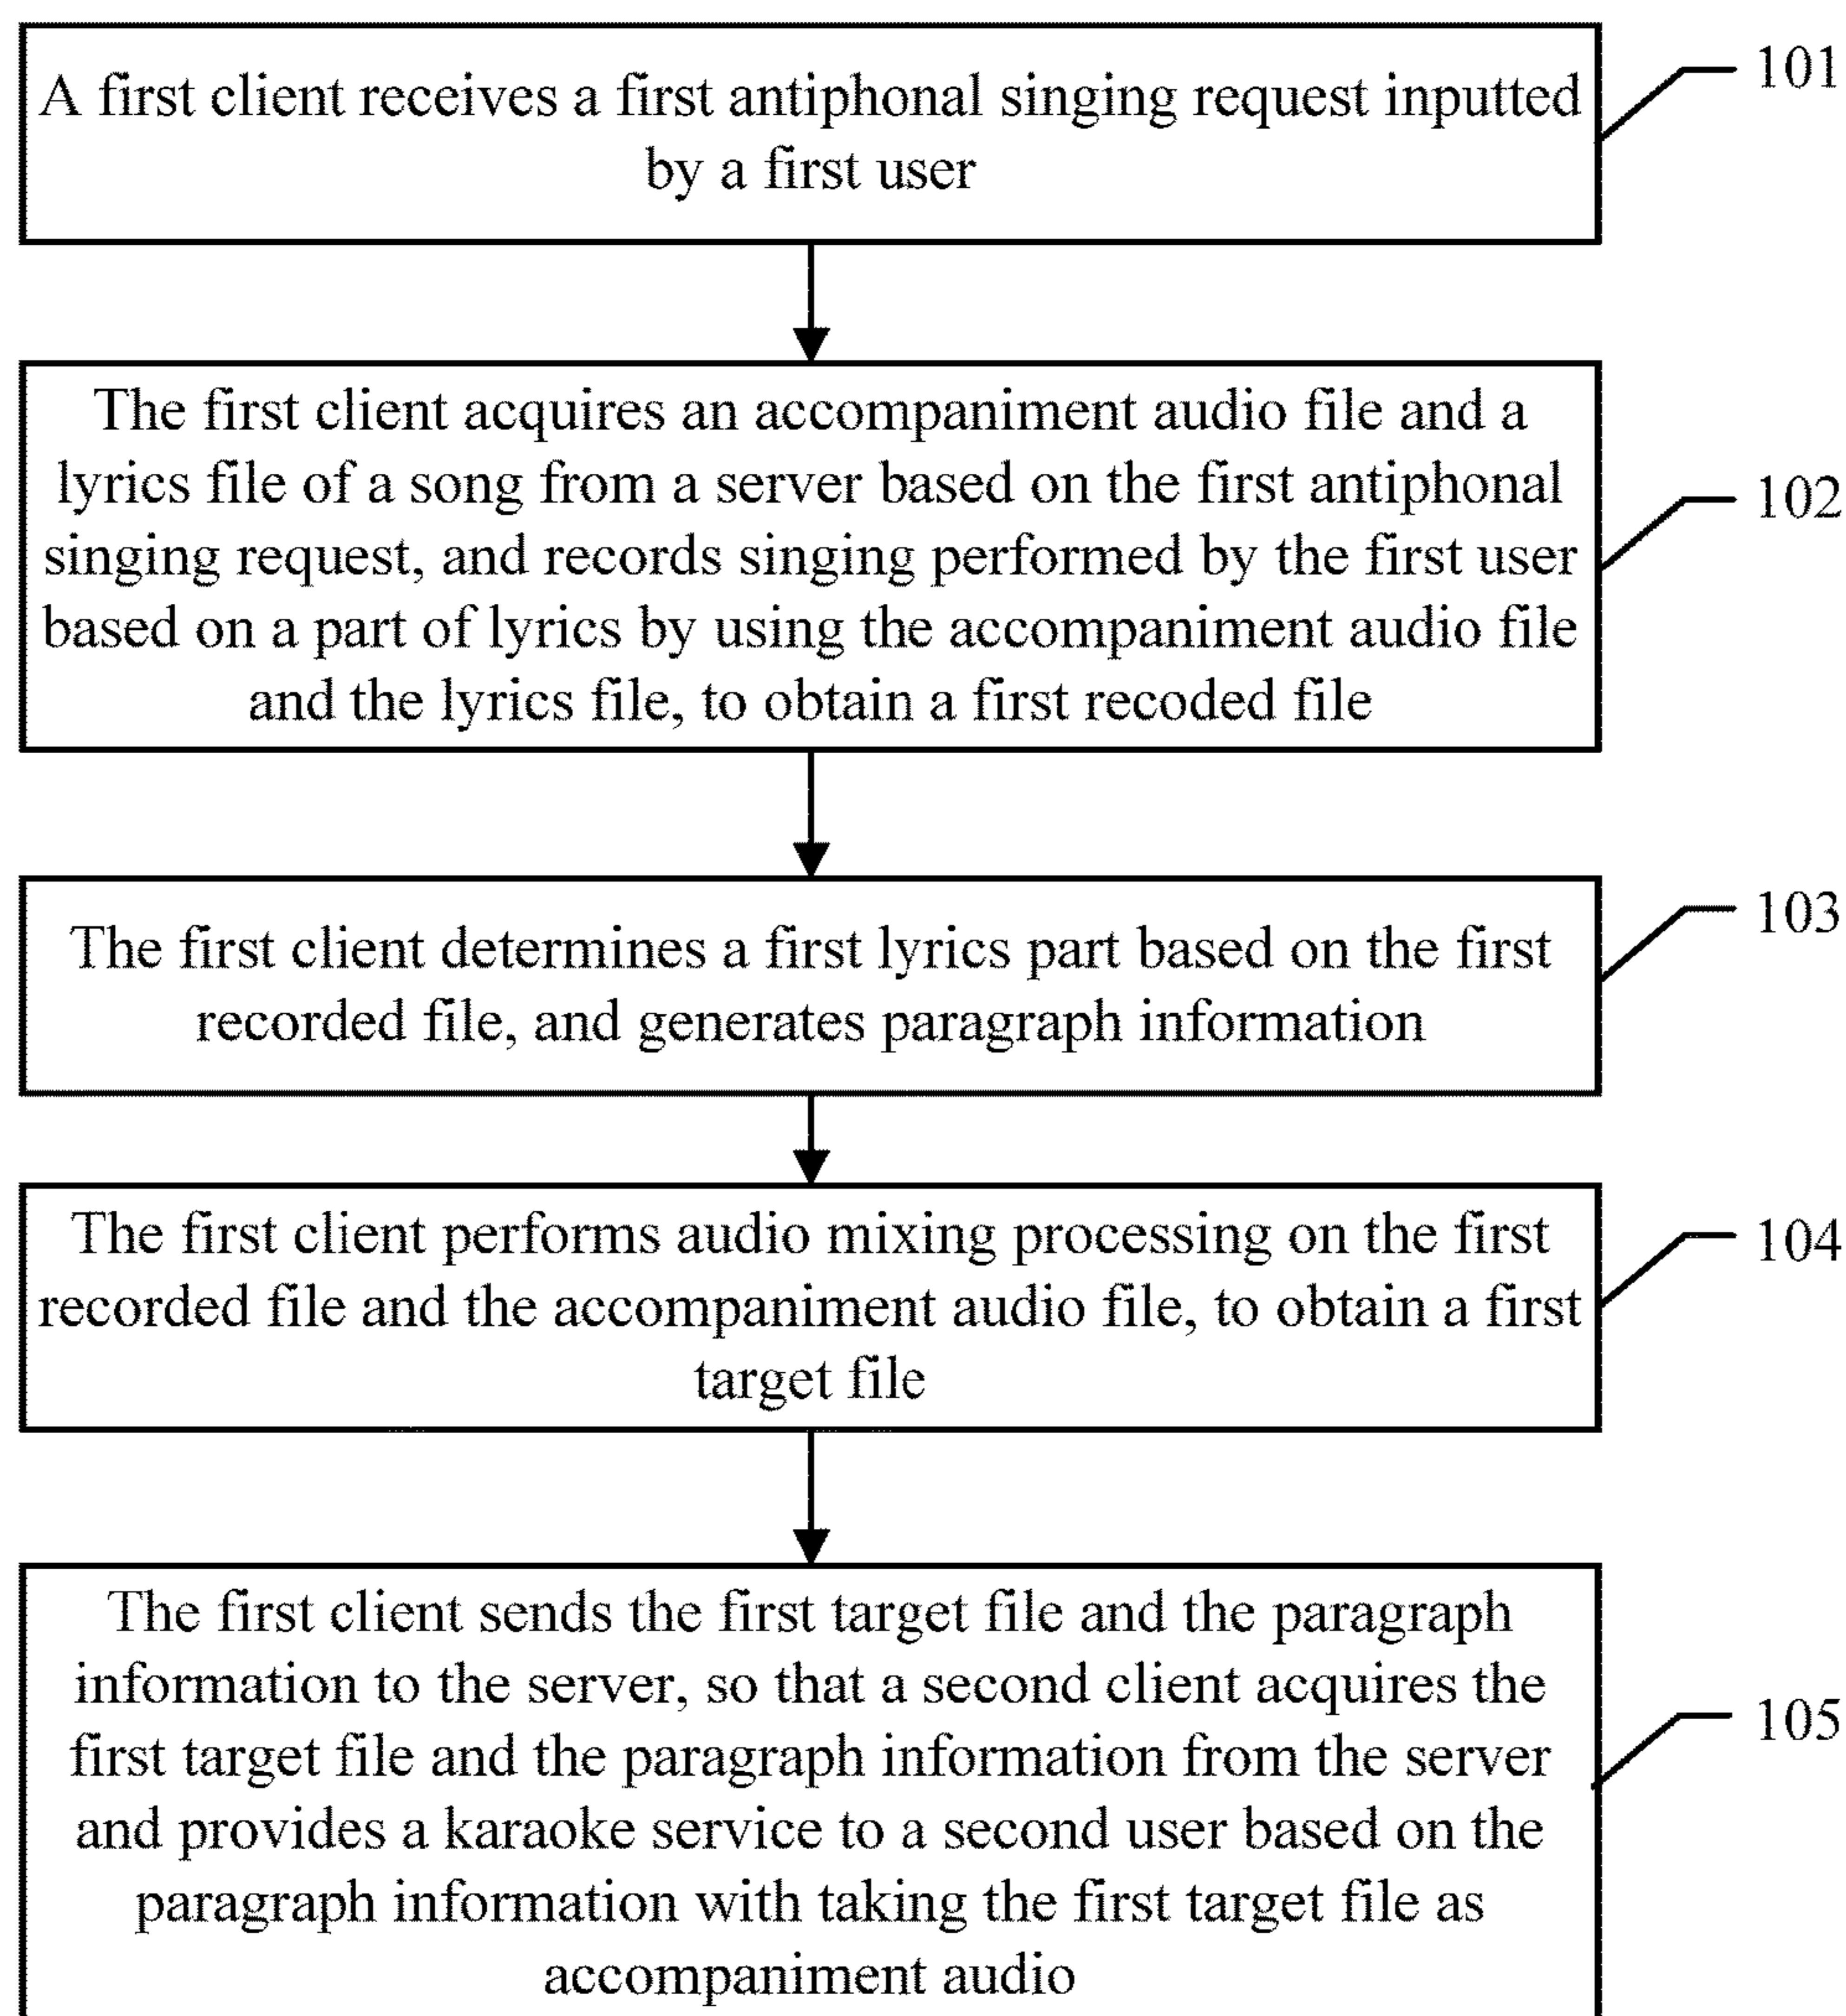 A first client receives a first antiphonal singing request inputted
by a first user
101
The first client acquires an accompaniment audio file and a
lyrics file of a song from a server based on the first antiphonal
singing request, and records singing performed by the first user
based on a part of lyrics by using the accompaniment audio file
and the lyrics file, to obtain a first recoded file
102
The first client determines a first lyrics part based on the first
recorded file, and generates paragraph information
103
The first client performs audio mixing processing on the first
recorded file and the accompaniment audio file, to obtain a first
target file
104
The first client sends the first target file and the paragraph
information to the server, so that a second client acquires the
first target file and the paragraph information from the server
and provides a karaoke service to a second user based on the
paragraph information with taking the first target file as
accompaniment audio
105